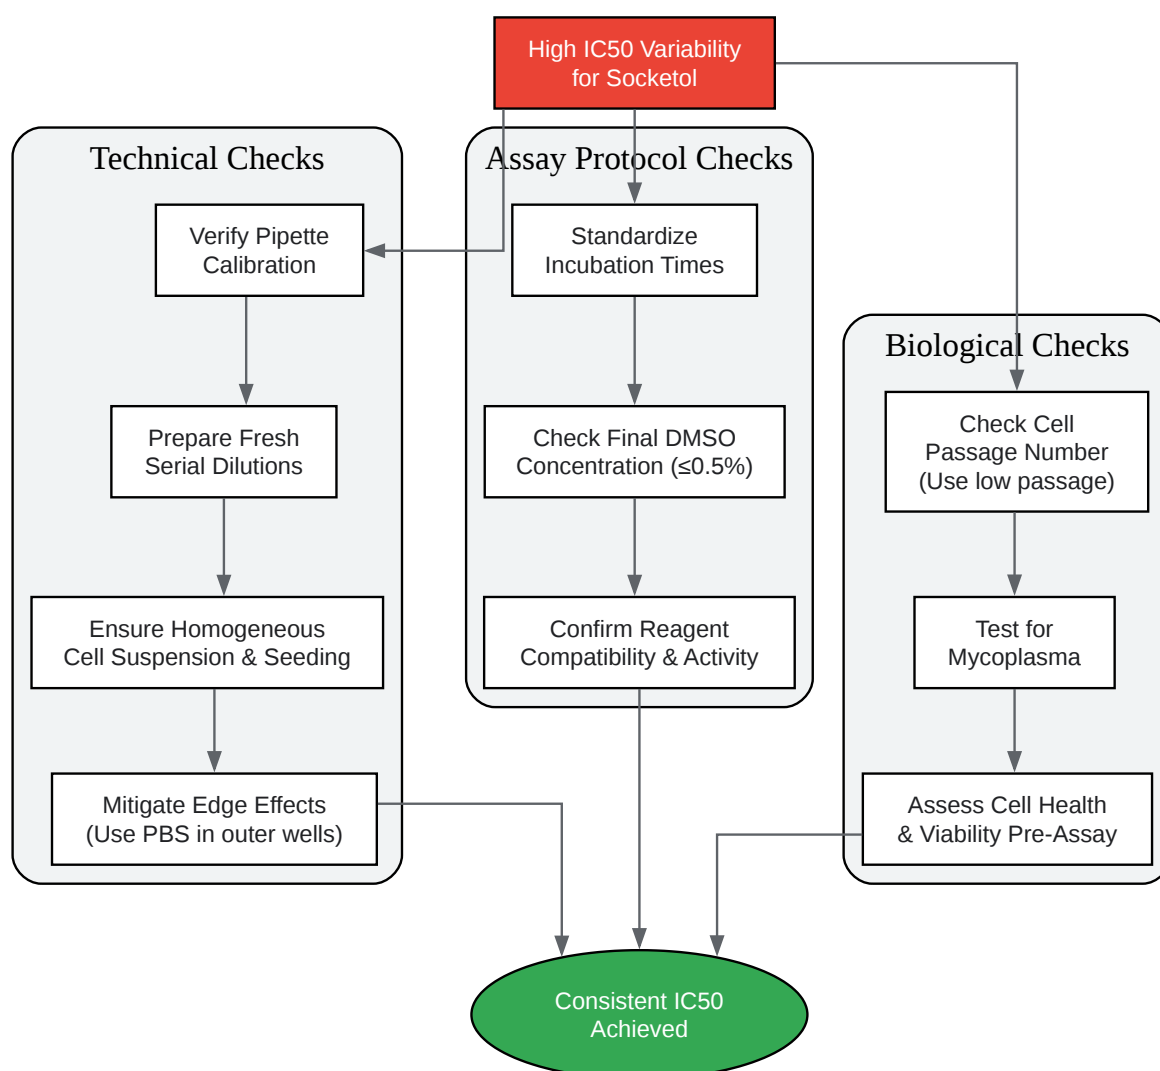 High IC50 Variability
for Socketol
Technical Checks
Verify Pipette
Calibration
Prepare Fresh
Serial Dilutions
Ensure Homogeneous
Cell Suspension & Seeding
Mitigate Edge Effects
(Use PBS in outer wells)
Assay Protocol Checks
Standardize
Incubation Times
Check Final DMSO
Concentration (≤0.5%)
Confirm Reagent
Compatibility & Activity
Biological Checks
Check Cell
Passage Number
(Use low passage)
Test for
Mycoplasma
Assess Cell Health
& Viability Pre-Assay
Consistent IC50
Achieved